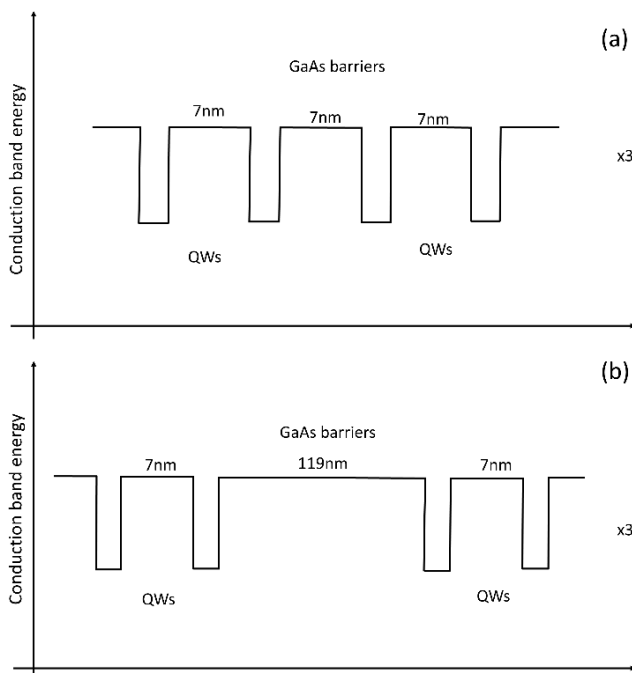 (a)
GaAs barriers
7nm 7nm 7nm
x3
QWs QWs
Conduction band energy
(b)
GaAs barriers
7nm 119nm 7nm
x3
QWs QWs
Conduction band energy